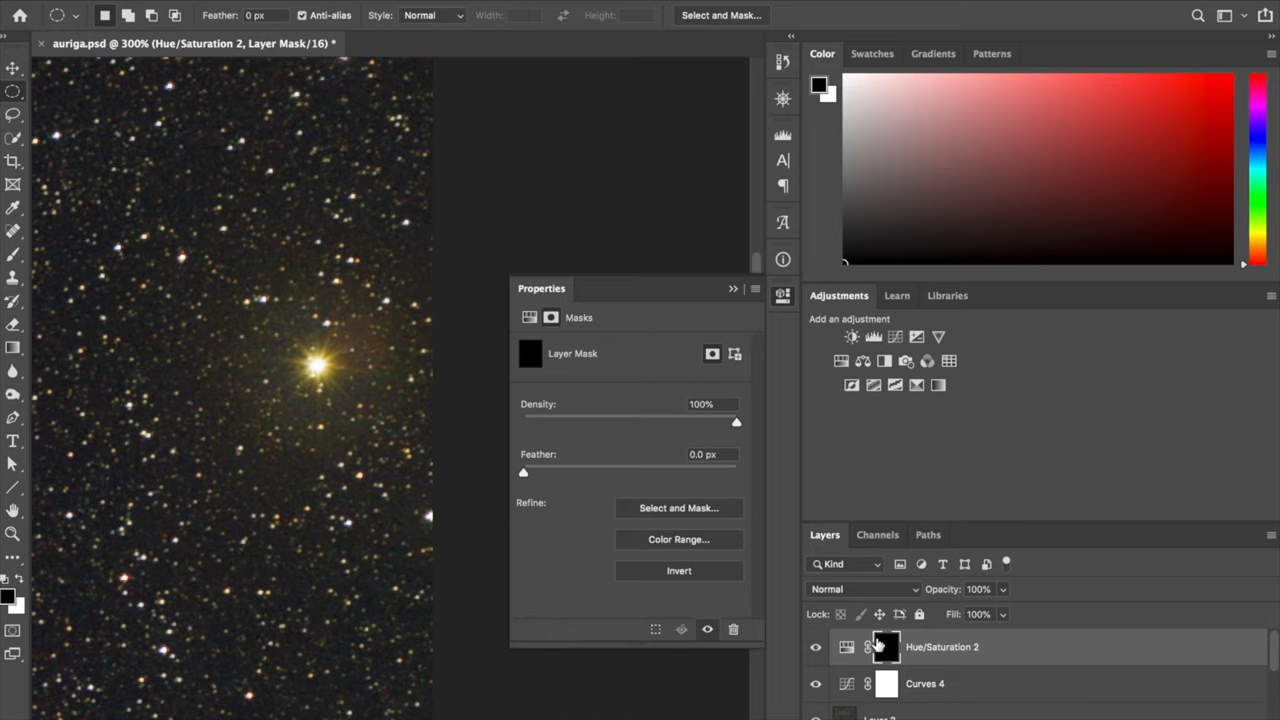 Feather: 0 px Anti-alias Style: Normal Width: Height: Select and Mask...
auriga.psd @ 300% (Hue/Saturation 2, Layer Mask/16) *
Color Swatches Gradients Patterns
Properties
Masks
Layer Mask
Density: 100%
Feather: 0.0 px
Refine: Select and Mask...
Color Range...
Invert
Adjustments Learn Libraries
Add an adjustment
Layers Channels Paths
Kind
Normal Opacity: 100%
Lock: Fill: 100%
Hue/Saturation 2
Curves 4